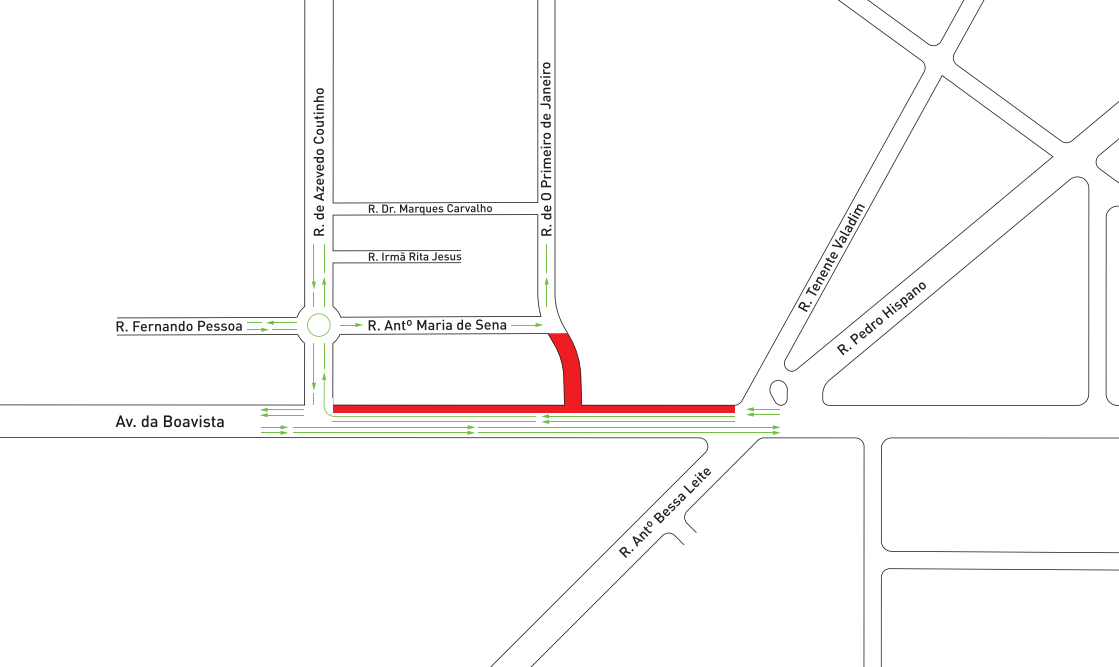 R. de Azevedo Coutinho
R. de O Primeiro de Janeiro
R. Dr. Marques Carvalho
R. Irmã Rita Jesus
R. Tenente Valadim
R. Pedro Hispano
R. Fernando Pessoa
R. Antº Maria de Sena
Av. da Boavista
R. Antº Bessa Leite